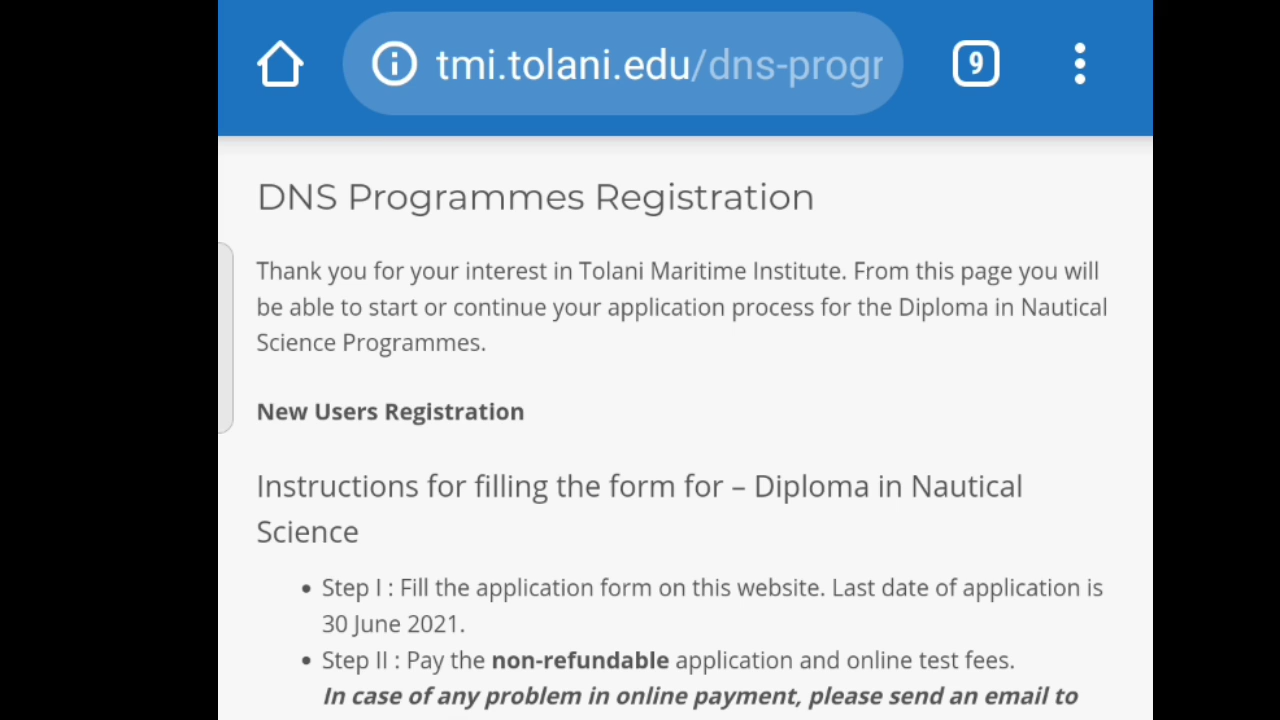 tmi.tolani.edu/dns-progr
9
DNS Programmes Registration
Thank you for your interest in Tolani Maritime Institute. From this page you will
be able to start or continue your application process for the Diploma in Nautical
Science Programmes.
New Users Registration
Instructions for filling the form for – Diploma in Nautical
Science
• Step I : Fill the application form on this website. Last date of application is
30 June 2021.
• Step II : Pay the non-refundable application and online test fees.
In case of any problem in online payment, please send an email to